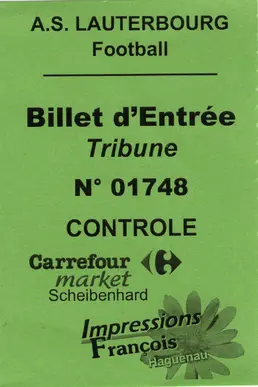 A.S. LAUTERBOURG
Football
Billet d'Entrée
Tribune
N° 01748
CONTROLE
Carrefour
market
Scheibenhard
Impressions
François
Haguenau